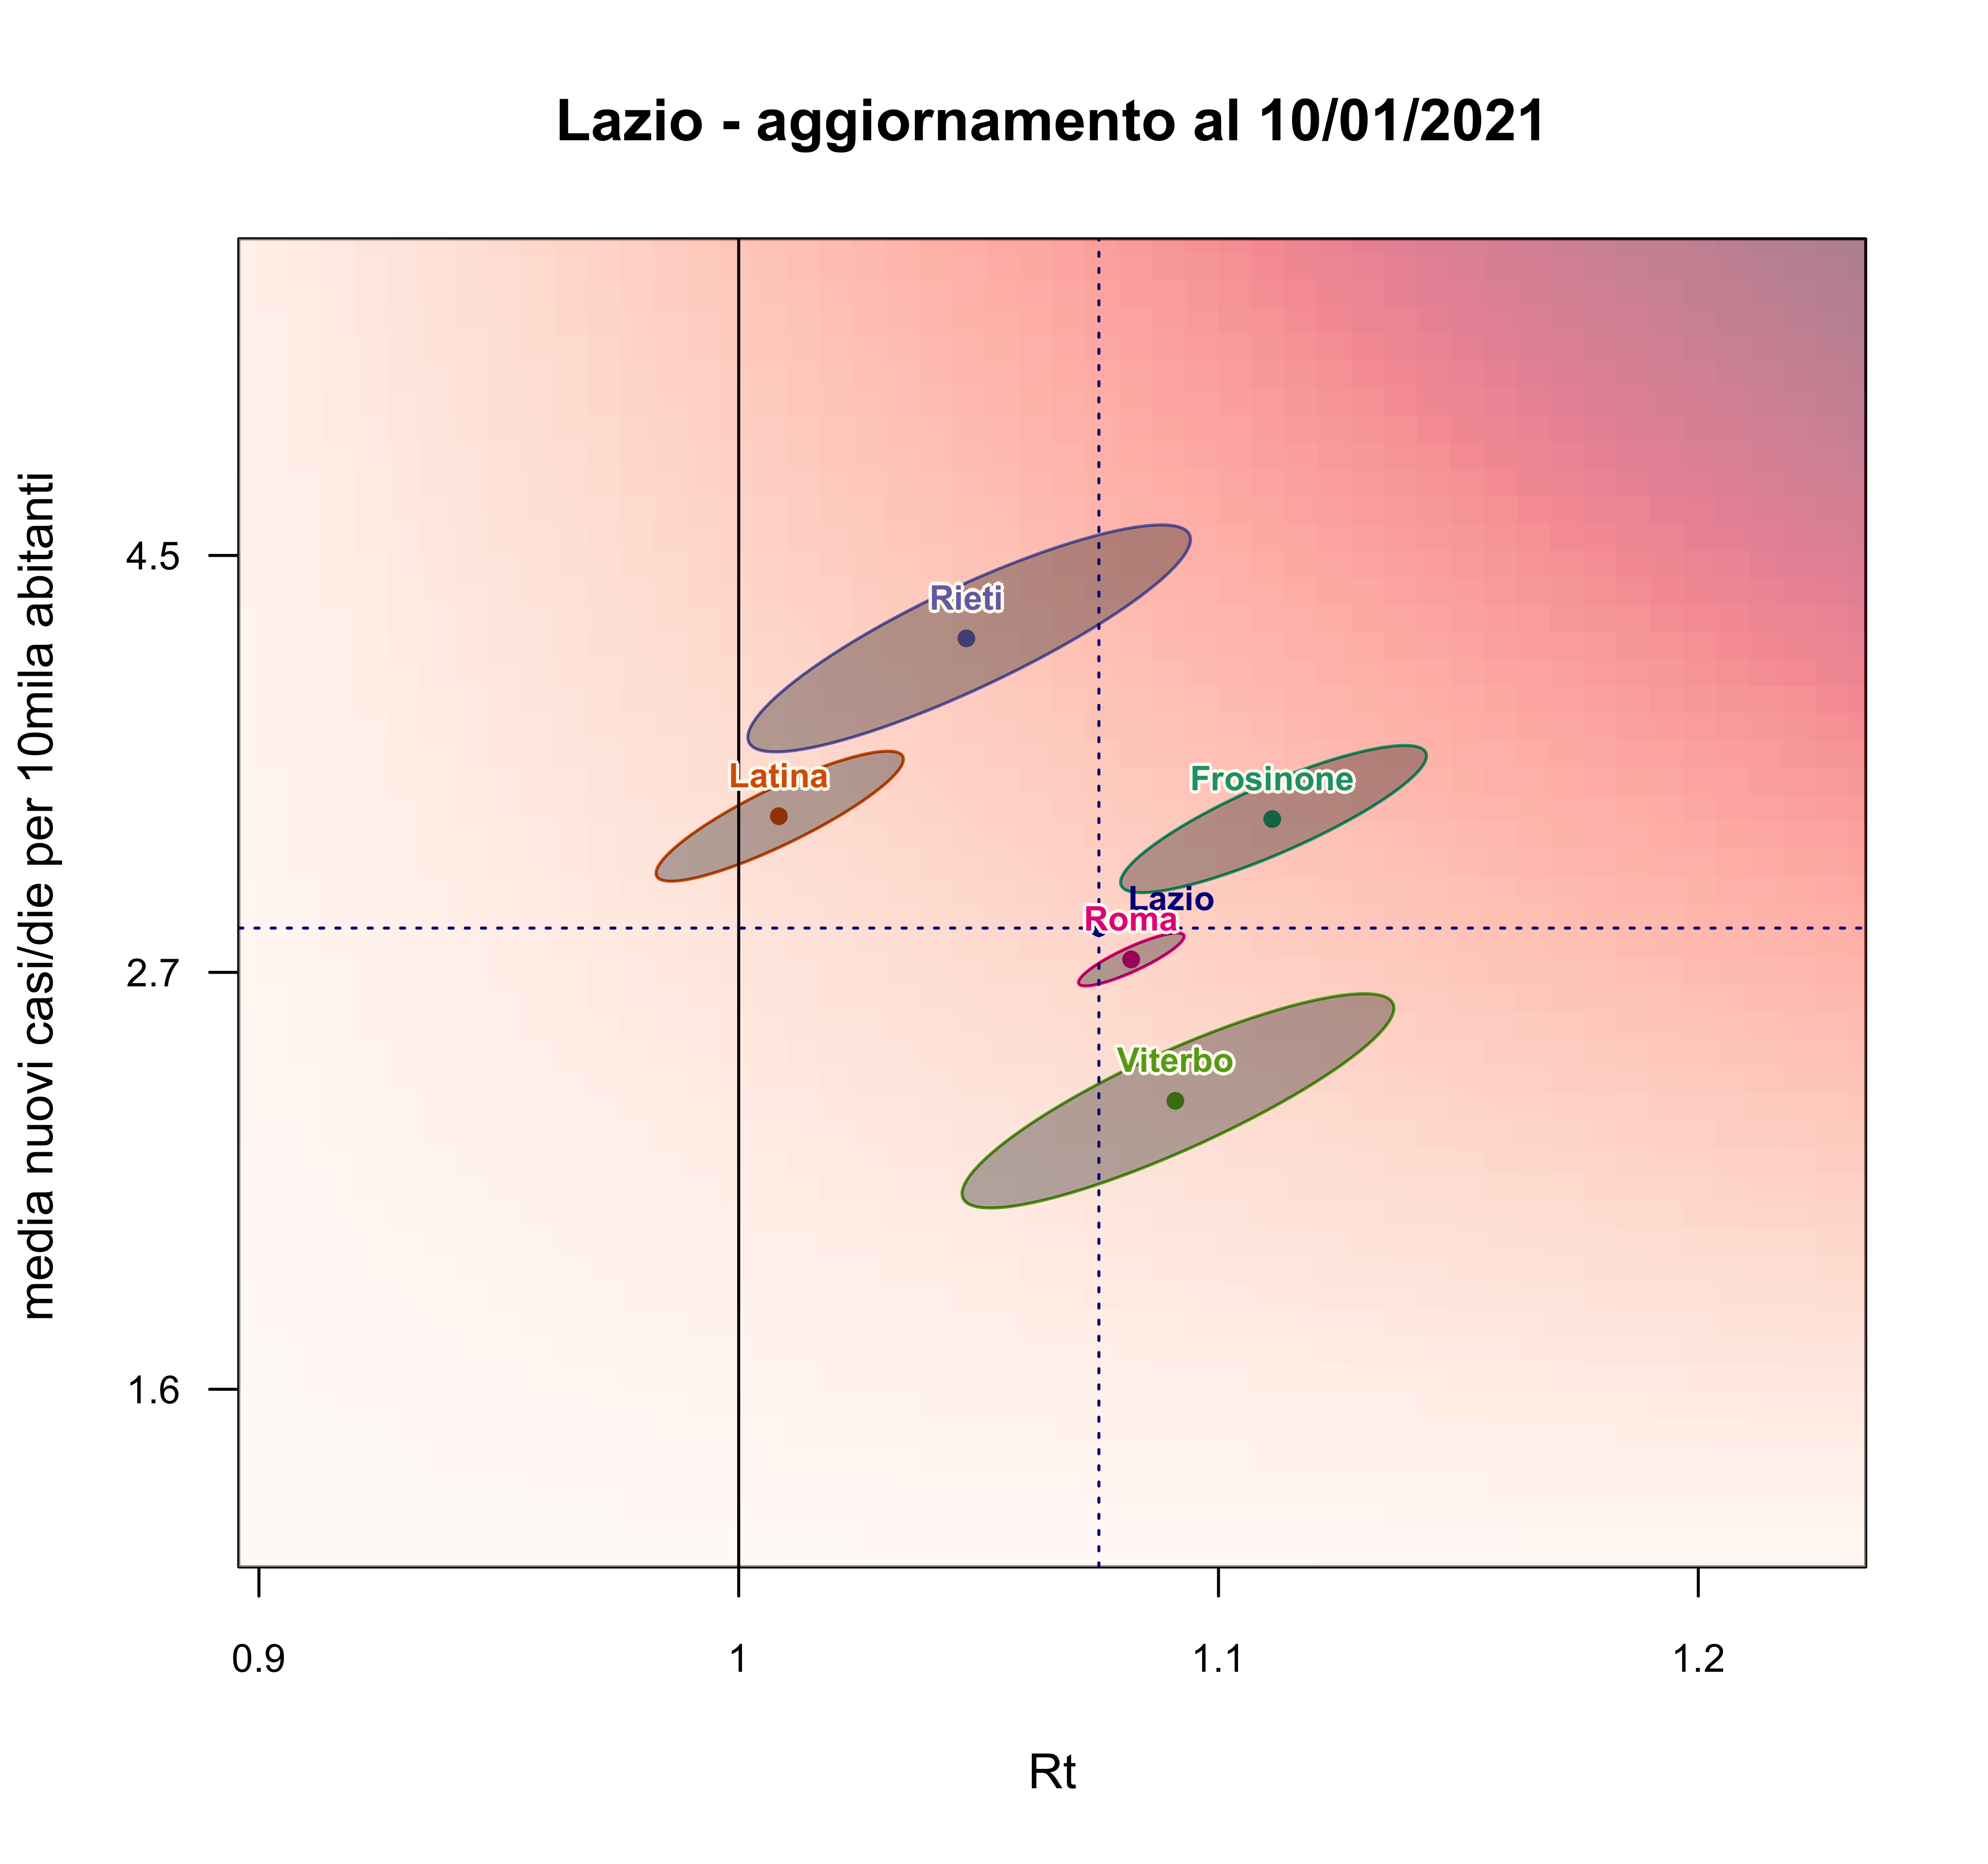 Lazio - aggiornamento al 10/01/2021
media nuovi casi/die per 10mila abitanti
4.5
2.7
1.6
Rieti
Latina
Frosinone
Lazio
Roma
Viterbo
0.9
1
1.1
1.2
Rt